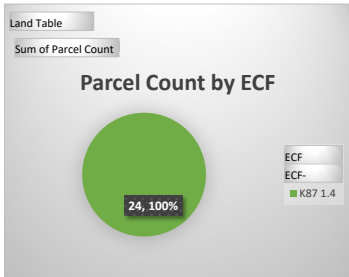 Land Table
Sum of Parcel Count
Parcel Count by ECF
24, 100%
ECF
ECF-
K87 1.4